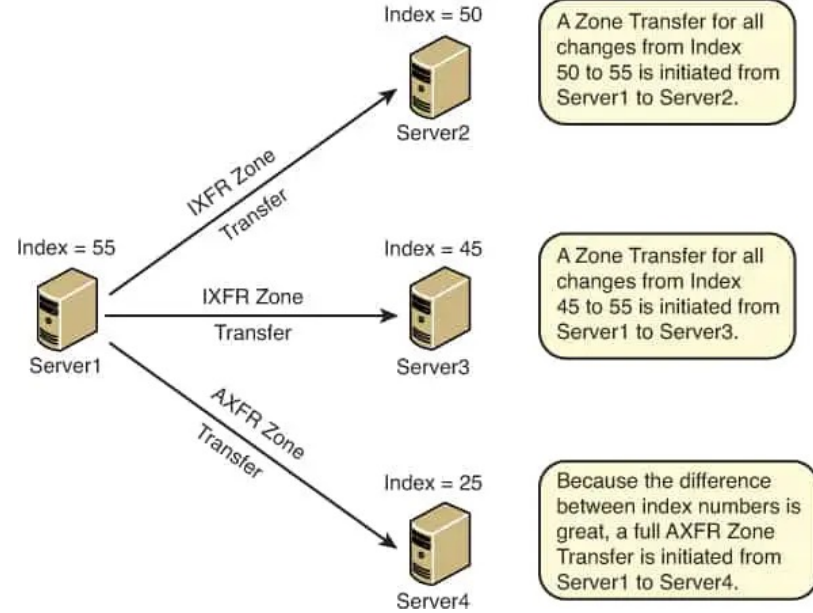 Index = 50
Server2
A Zone Transfer for all
changes from Index
50 to 55 is initiated from
Server1 to Server2.
IXFR Zone
Transfer
Index = 55
Server1
IXFR Zone
Transfer
Index = 45
Server3
A Zone Transfer for all
changes from Index
45 to 55 is initiated from
Server1 to Server3.
AXFR Zone
Transfer
Index = 25
Server4
Because the difference
between index numbers is
great, a full AXFR Zone
Transfer is initiated from
Server1 to Server4.